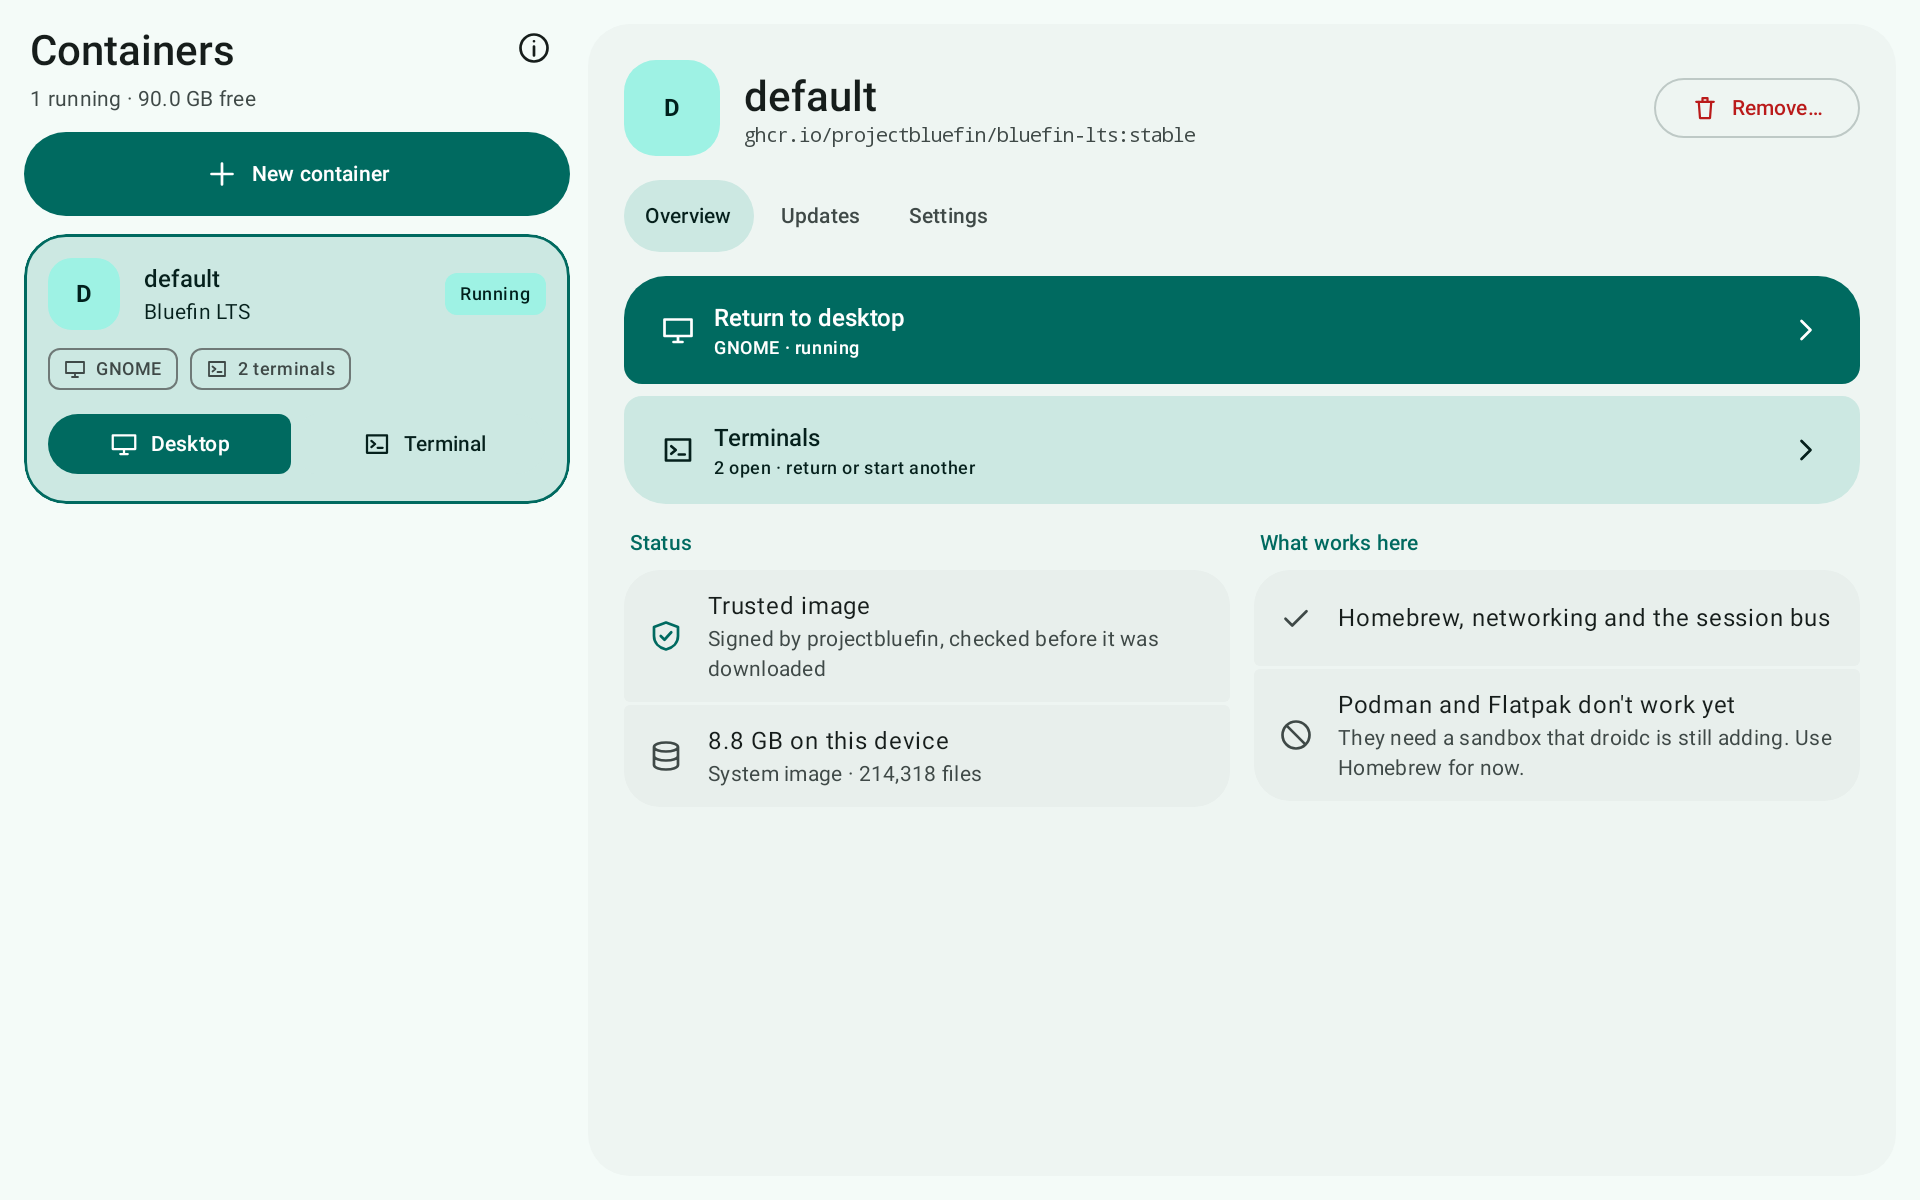 Containers
1 running · 90.0 GB free
New container
D
default
Bluefin LTS
Running
GNOME
2 terminals
Desktop
Terminal
D
default
ghcr.io/projectbluefin/bluefin-lts:stable
Remove…
Overview
Updates
Settings
Return to desktop
GNOME · running
Terminals
2 open · return or start another
Status
Trusted image
Signed by projectbluefin, checked before it was
downloaded
8.8 GB on this device
System image · 214,318 files
What works here
Homebrew, networking and the session bus
Podman and Flatpak don't work yet
They need a sandbox that droidc is still adding. Use
Homebrew for now.